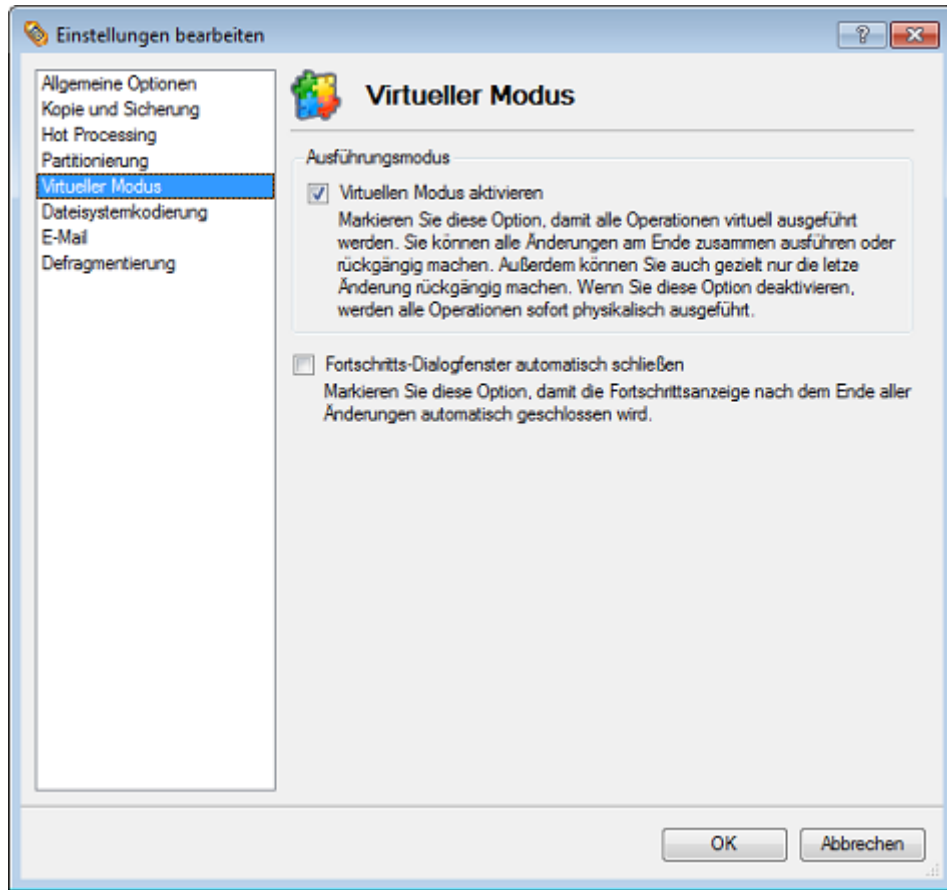 Einstellungen bearbeiten
Allgemeine Optionen
Kopie und Sicherung
Hot Processing
Partitionierung
Virtueller Modus
Dateisystemkodierung
E-Mail
Defragmentierung
Virtueller Modus
Ausführungsmodus
Virtuellen Modus aktivieren
Markieren Sie diese Option, damit alle Operationen virtuell ausgeführt
werden. Sie können alle Änderungen am Ende zusammen ausführen oder
rückgängig machen. Außerdem können Sie auch gezielt nur die letze
Änderung rückgängig machen. Wenn Sie diese Option deaktivieren,
werden alle Operationen sofort physikalisch ausgeführt.
Fortschritts-Dialogfenster automatisch schließen
Markieren Sie diese Option, damit die Fortschrittsanzeige nach dem Ende aller
Änderungen automatisch geschlossen wird.
OK
Abbrechen